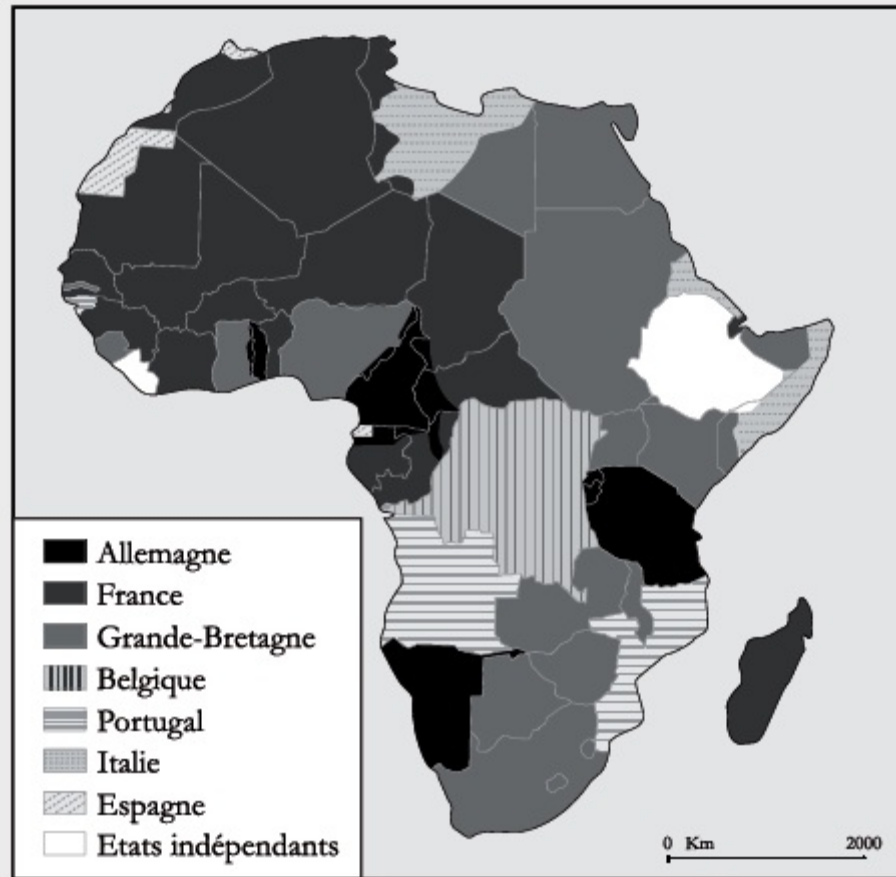 Allemagne
France
Grande-Bretagne
Belgique
Portugal
Italie
Espagne
Etats indépendants
0 Km 2000